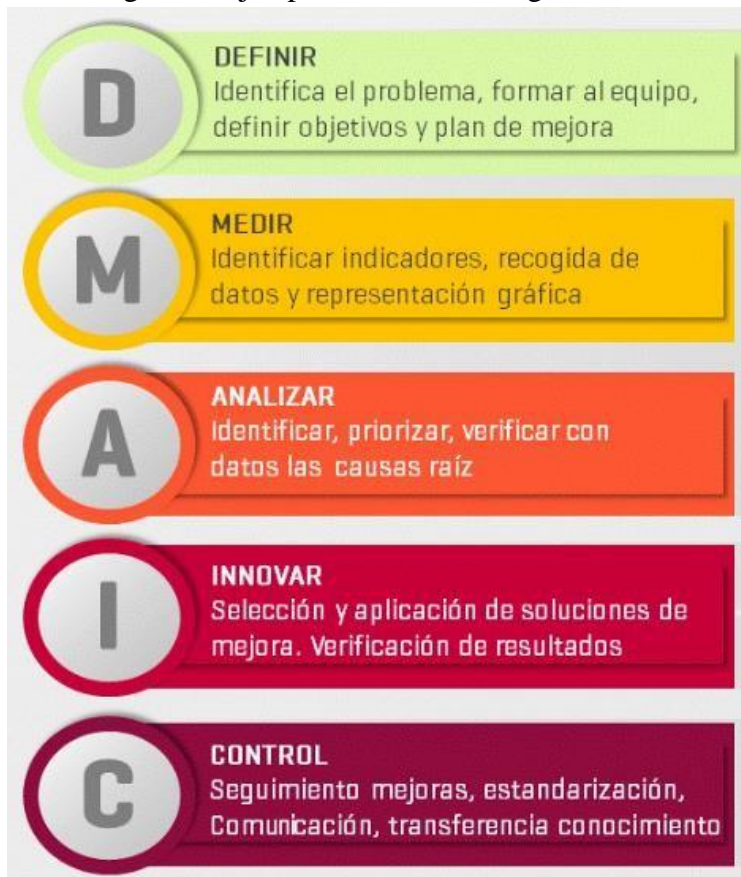 D
DEFINIR
Identifica el problema, formar al equipo,
definir objetivos y plan de mejora
M
MEDIR
Identificar indicadores, recogida de
datos y representación gráfica
A
ANALIZAR
Identificar, priorizar, verificar con
datos las causas raíz
I
INNOVAR
Selección y aplicación de soluciones de
mejora. Verificación de resultados
C
CONTROL
Seguimiento mejoras, estandarización,
Comunicación, transferencia conocimiento